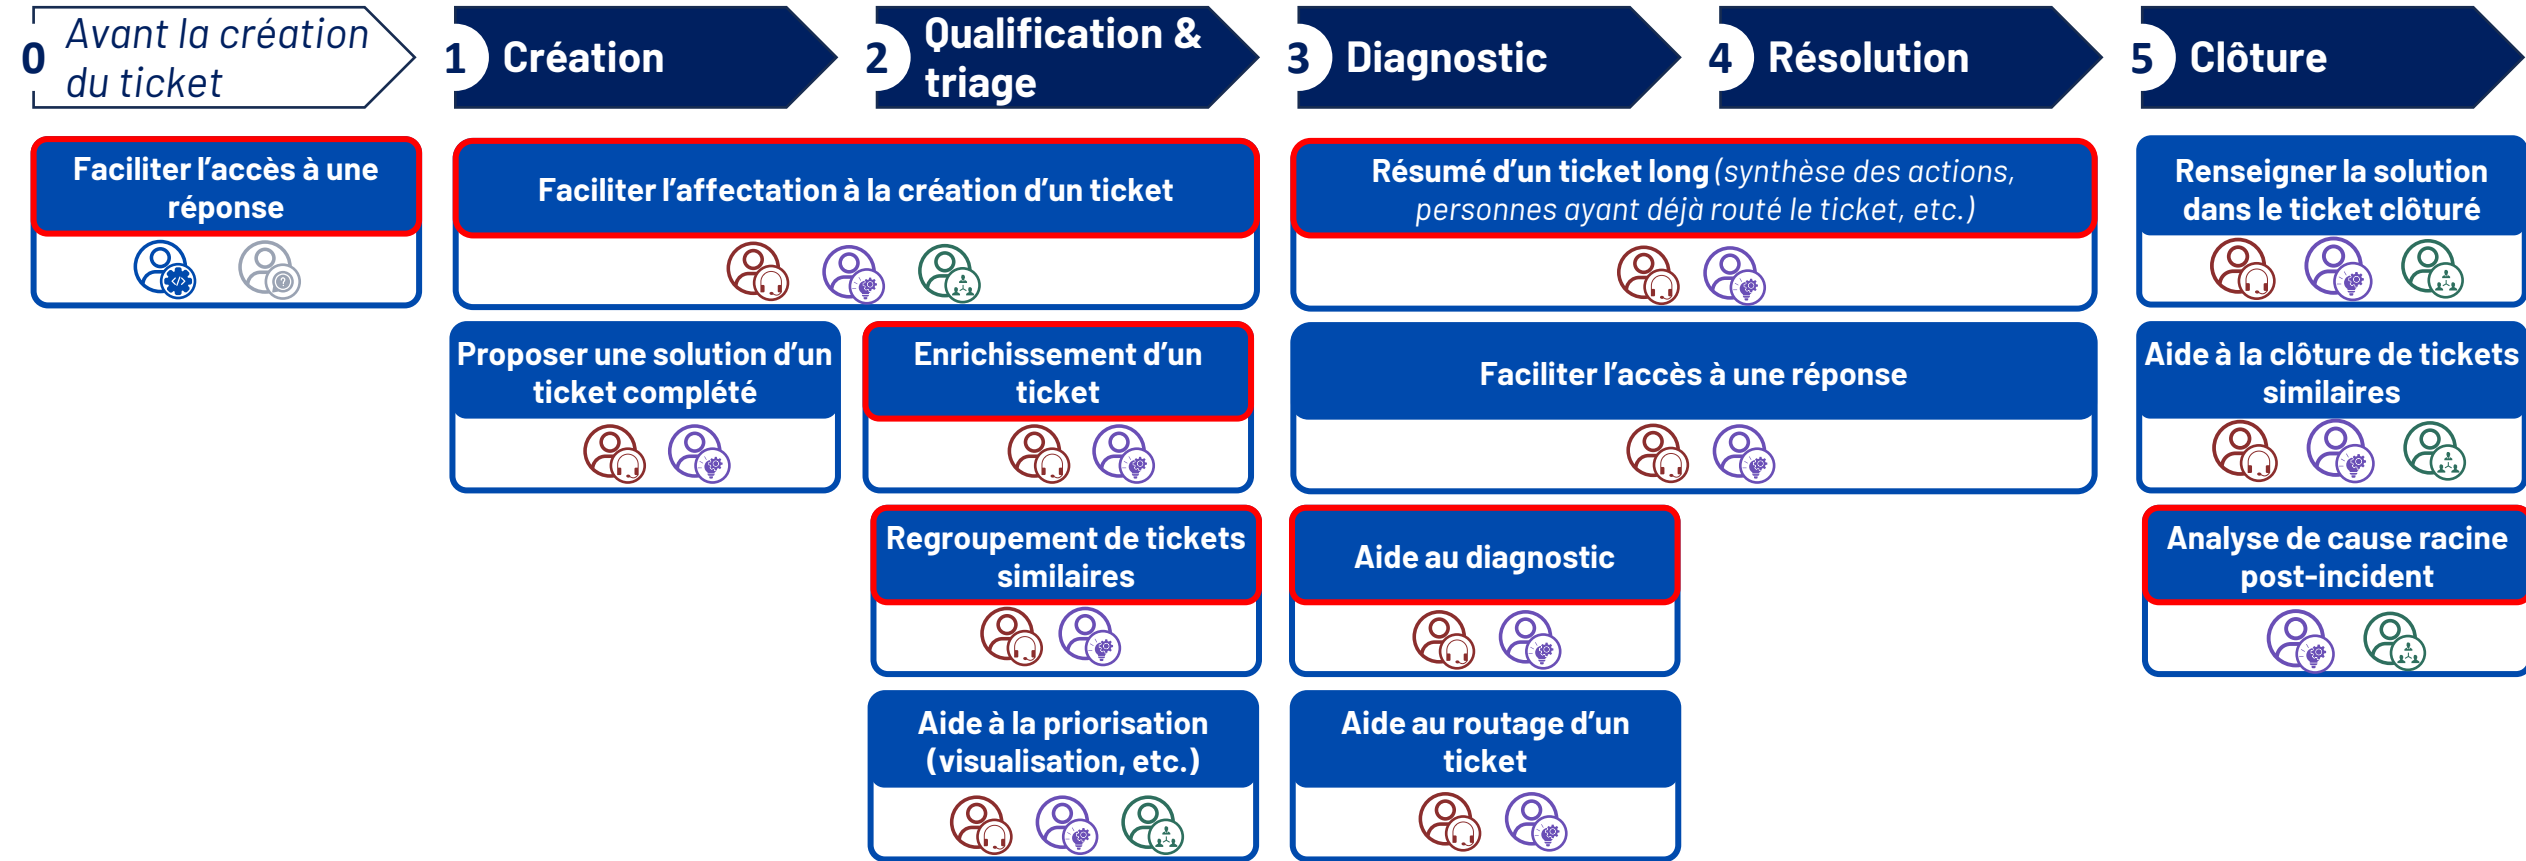 0
Avant la création
du ticket
1
Création
2
Qualification &
triage
3
Diagnostic
4
Résolution
5
Clôture
Faciliter l’accès à une
réponse
Faciliter l’affectation à la création d’un ticket
Résumé d’un ticket long (synthèse des actions,
personnes ayant déjà routé le ticket, etc.)
Renseigner la solution
dans le ticket clôturé
Proposer une solution d’un
ticket complété
Enrichissement d’un
ticket
Faciliter l’accès à une réponse
Aide à la clôture de tickets
similaires
Regroupement de tickets
similaires
Aide au diagnostic
Analyse de cause racine
post-incident
Aide à la priorisation
(visualisation, etc.)
Aide au routage d’un
ticket